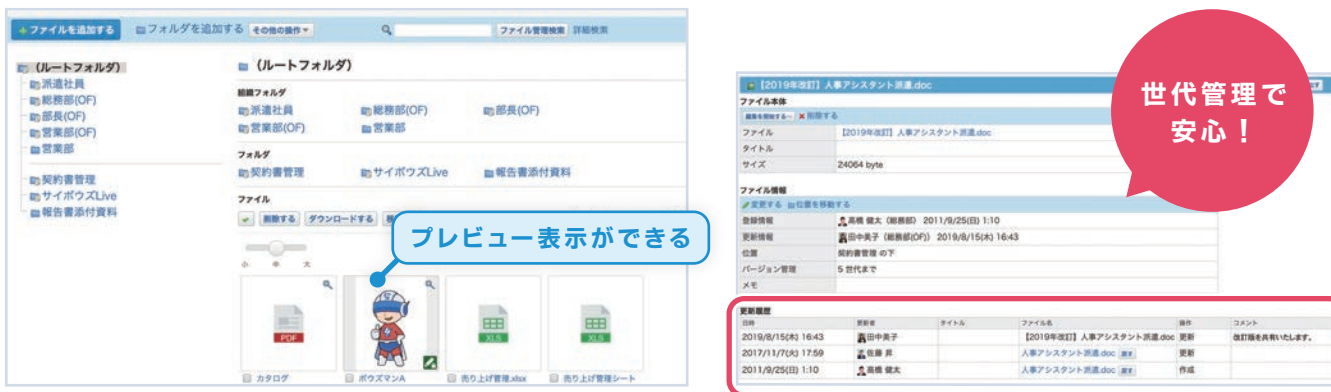 ファイルを追加する フォルダを追加する その他の操作 ファイル管理検索 詳細検索
(ルートフォルダ)
派遣社員
総務部(OF)
部長(OF)
営業部(OF)
営業部
契約書管理
サイボウズLive
報告書添付資料
(ルートフォルダ)
組織フォルダ
派遣社員 総務部(OF) 部長(OF)
営業部(OF) 営業部
フォルダ
契約書管理 サイボウズLive 報告書添付資料
ファイル
削除する ダウンロードする
プレビュー表示ができる
小 中 大
PDF XLS XLS
カタログ ボウズマンA 売り上げ管理.xlsx 売り上げ管理シート
世代管理で
安心！
【2019年改訂】人事アシスタント派遣.doc
ファイル本体
削除する
ファイル 【2019年改訂】人事アシスタント派遣.doc
タイトル
サイズ 24064 byte
ファイル情報
変更する 位置を移動する
登録情報 高橋 健太（総務部） 2011/9/25(日) 1:10
更新情報 田中美子（総務部(OF)） 2019/8/15(木) 16:43
位置 契約書管理 の下
バージョン管理 5 世代まで
メモ
更新履歴
日時 更新者 タイトル ファイル名 操作 コメント
2019/8/15(木) 16:43 田中美子 【2019年改訂】人事アシスタント派遣.doc 更新 改訂版を共有いたします。
2017/11/7(火) 17:59 佐藤 昇 人事アシスタント派遣.doc 戻す 更新
2011/9/25(日) 1:10 高橋 健太 人事アシスタント派遣.doc 戻す 作成